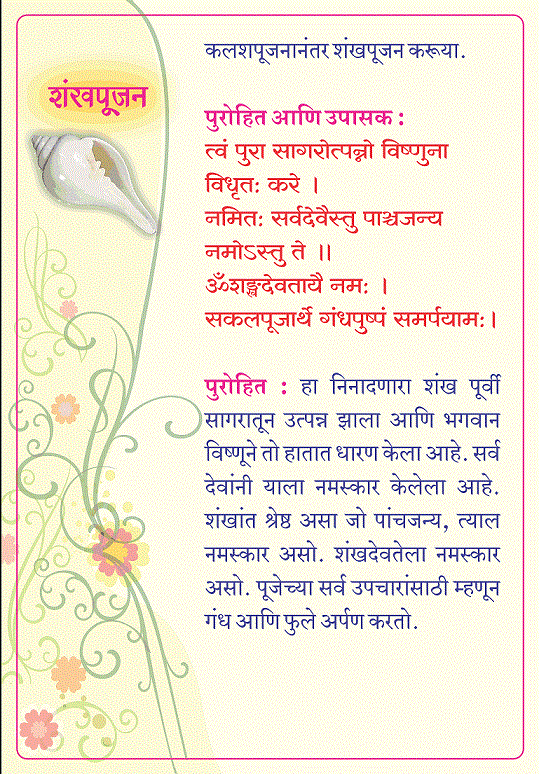 शंखपूजन
कलशपूजनानंतर शंखपूजन करूया.
पुरोहित आणि उपासक :
त्वं पुरा सागरोत्पन्नो विष्णुना
विधृतः करे ।
नमितः सर्वदेवैस्तु पाञ्चजन्य
नमोऽस्तु ते ॥
ॐशङ्खदेवतायै नमः ।
सकलपूजार्थे गंधपुष्पं समर्पयामः।
पुरोहित : हा निनादणारा शंख पूर्वी
सागरातून उत्पन्न झाला आणि भगवान
विष्णूने तो हातात धारण केला आहे. सर्व
देवांनी याला नमस्कार केलेला आहे.
शंखांत श्रेष्ठ असा जो पांचजन्य, त्याल
नमस्कार असो. शंखदेवतेला नमस्कार
असो. पूजेच्या सर्व उपचारांसाठी म्हणून
गंध आणि फुले अर्पण करतो.